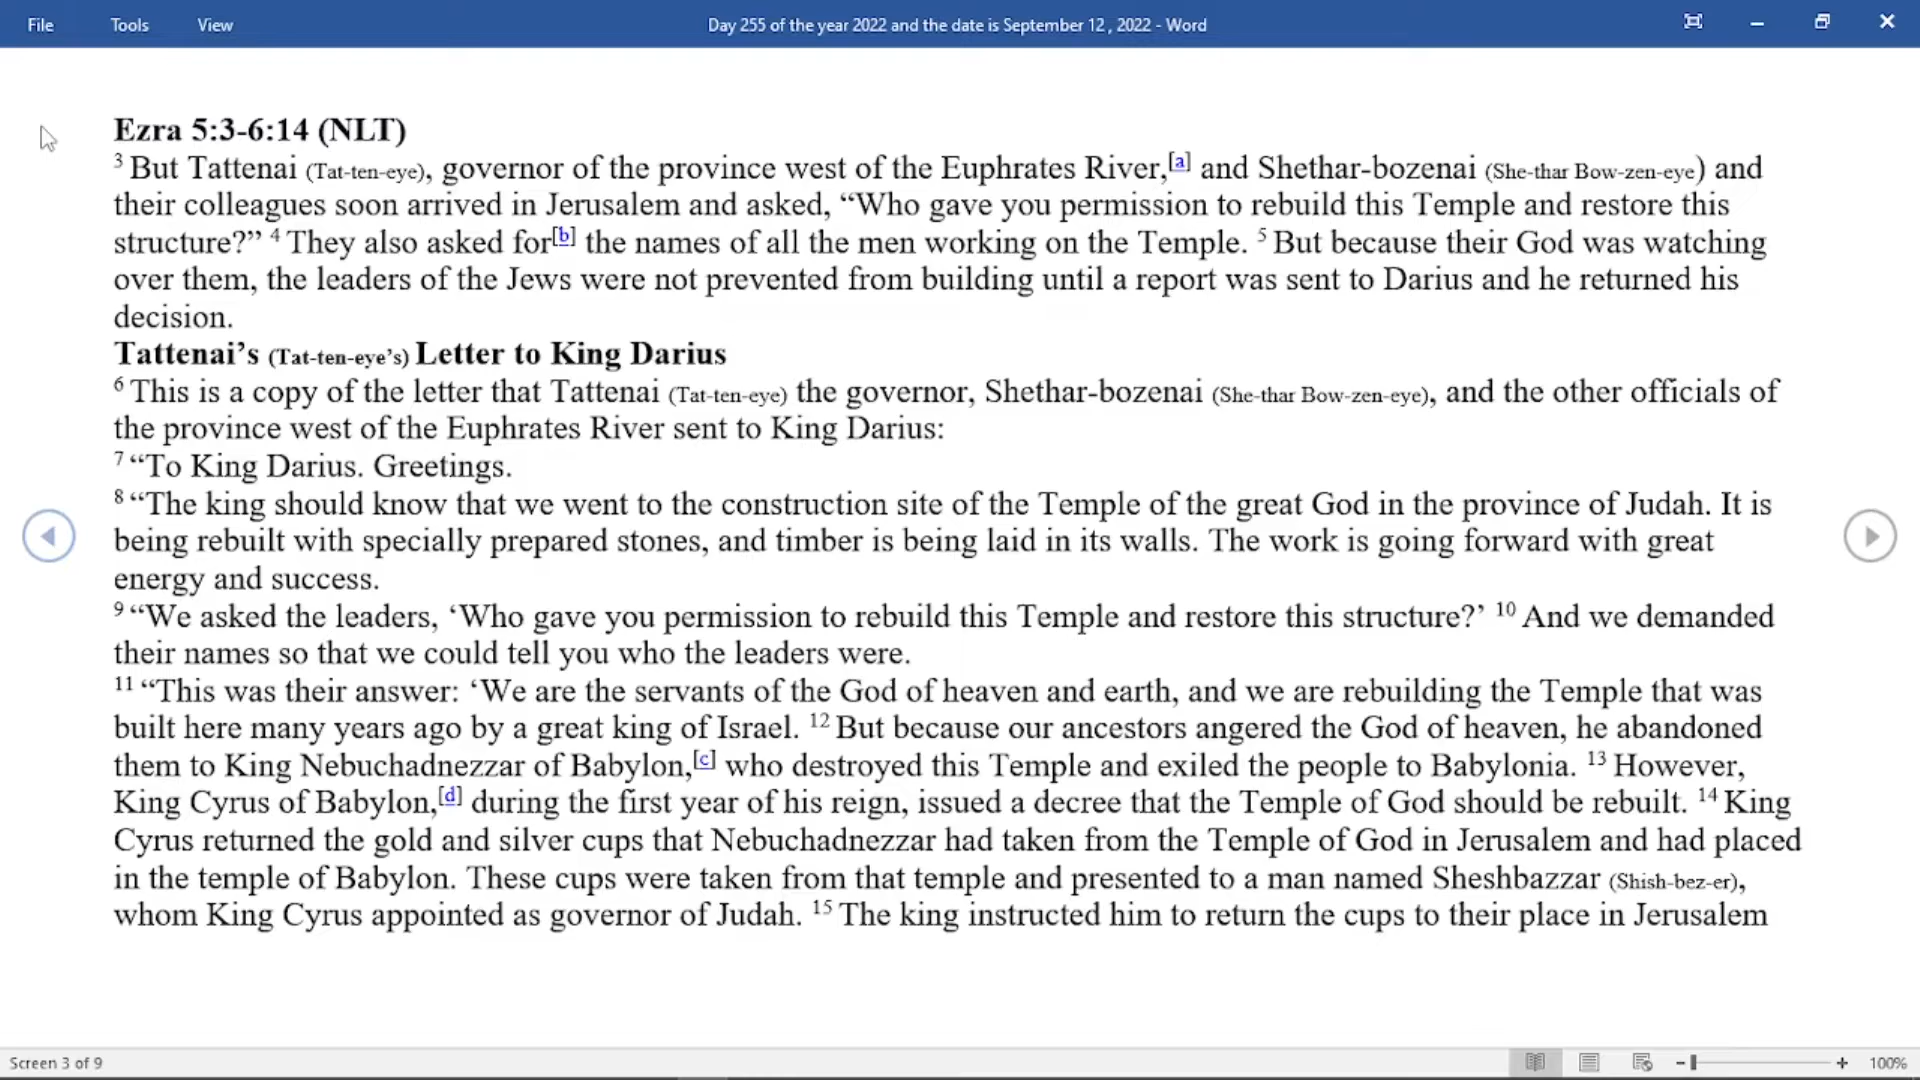 File Tools View Day 255 of the year 2022 and the date is September 12 , 2022 - Word
Ezra 5:3-6:14 (NLT)
3 But Tattenai (Tat-ten-eye), governor of the province west of the Euphrates River,[a] and Shethar-bozenai (She-thar Bow-zen-eye) and
their colleagues soon arrived in Jerusalem and asked, “Who gave you permission to rebuild this Temple and restore this
structure?” 4 They also asked for[b] the names of all the men working on the Temple. 5 But because their God was watching
over them, the leaders of the Jews were not prevented from building until a report was sent to Darius and he returned his
decision.
Tattenai’s (Tat-ten-eye’s) Letter to King Darius
6 This is a copy of the letter that Tattenai (Tat-ten-eye) the governor, Shethar-bozenai (She-thar Bow-zen-eye), and the other officials of
the province west of the Euphrates River sent to King Darius:
7 “To King Darius. Greetings.
8 “The king should know that we went to the construction site of the Temple of the great God in the province of Judah. It is
being rebuilt with specially prepared stones, and timber is being laid in its walls. The work is going forward with great
energy and success.
9 “We asked the leaders, ‘Who gave you permission to rebuild this Temple and restore this structure?’ 10 And we demanded
their names so that we could tell you who the leaders were.
11 “This was their answer: ‘We are the servants of the God of heaven and earth, and we are rebuilding the Temple that was
built here many years ago by a great king of Israel. 12 But because our ancestors angered the God of heaven, he abandoned
them to King Nebuchadnezzar of Babylon,[c] who destroyed this Temple and exiled the people to Babylonia. 13 However,
King Cyrus of Babylon,[d] during the first year of his reign, issued a decree that the Temple of God should be rebuilt. 14 King
Cyrus returned the gold and silver cups that Nebuchadnezzar had taken from the Temple of God in Jerusalem and had placed
in the temple of Babylon. These cups were taken from that temple and presented to a man named Sheshbazzar (Shish-bez-er),
whom King Cyrus appointed as governor of Judah. 15 The king instructed him to return the cups to their place in Jerusalem
Screen 3 of 9 100%